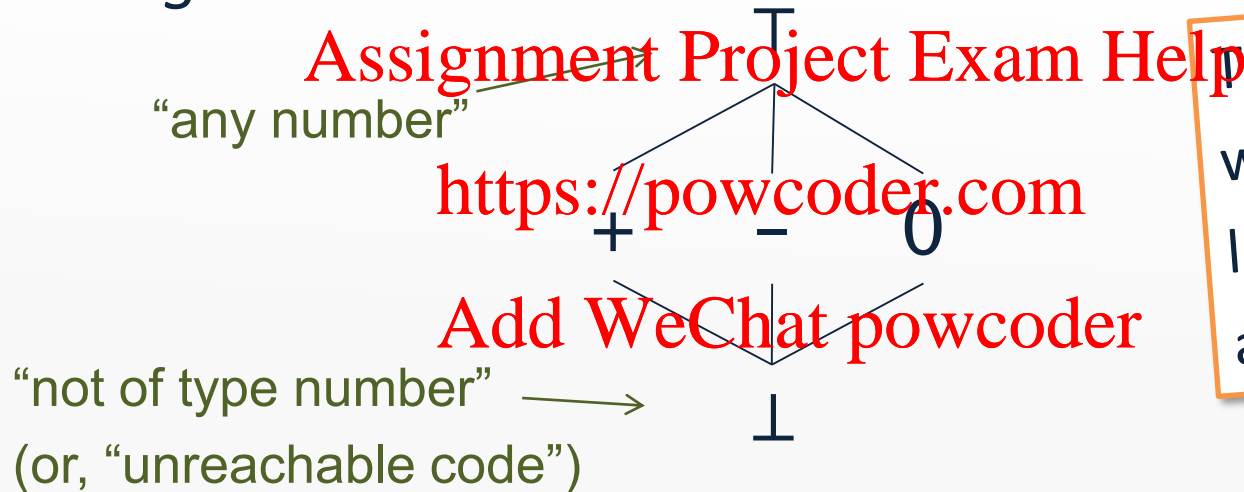 ⊤
Assignment Project Exam Help
“any number”
https://powcoder.com
+ − 0
Add WeChat powcoder
“not of type number”
⊥
(or, “unreachable code”)